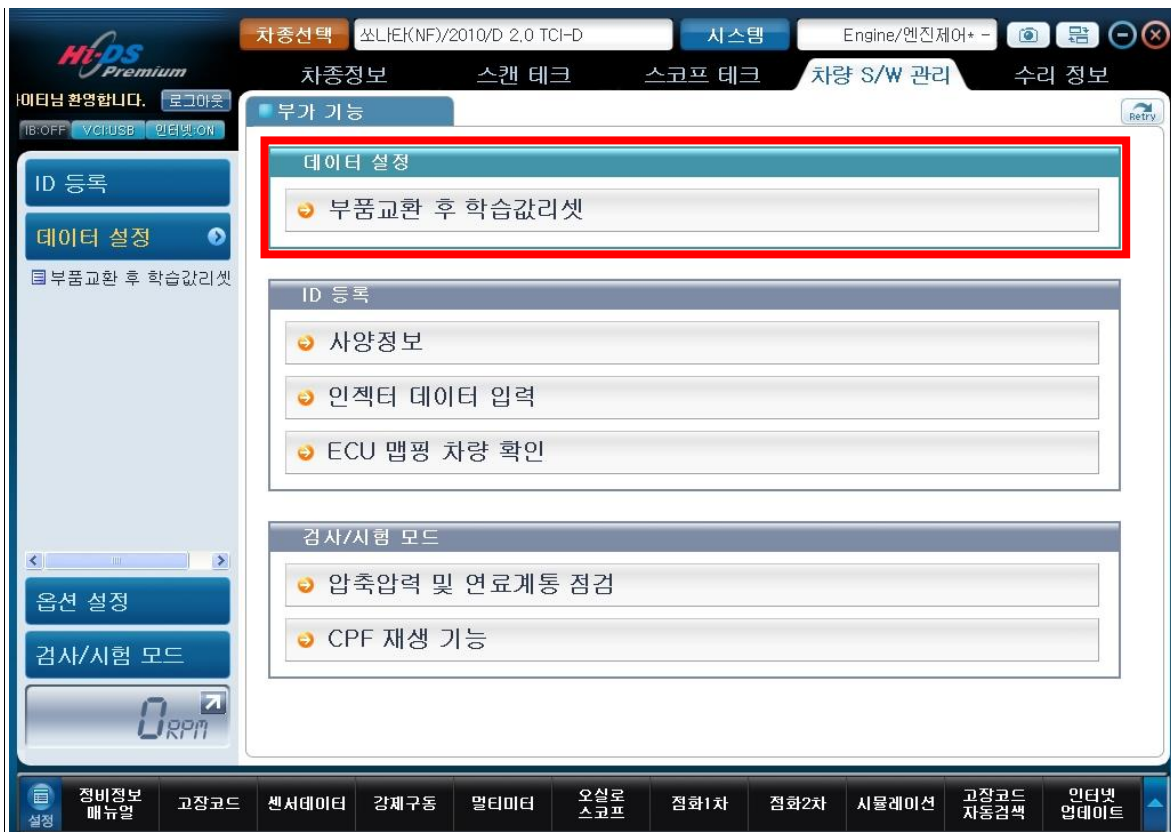 Hi-DS
Premium
차종선택 쏘나타(NF)/2010/D 2.0 TCI-D 시스템 Engine/엔진제어* -
차종정보 스캔 테크 스코프 테크 차량 S/W 관리 수리 정보
이티님 환영합니다. 로그아웃
IB:OFF VCI:USB 인터넷:ON
부가 기능
Retry
ID 등록
데이터 설정
부품교환 후 학습값리셋
데이터 설정
부품교환 후 학습값리셋
ID 등록
사양정보
인젝터 데이터 입력
ECU 맵핑 차량 확인
검사/시험 모드
압축압력 및 연료계통 점검
CPF 재생 기능
옵션 설정
검사/시험 모드
0 RPM
설정
정비정보
매뉴얼
고장코드
센서데이터
강제구동
멀티미터
오실로
스코프
점화1차
점화2차
시뮬레이션
고장코드
자동검색
인터넷
업데이트